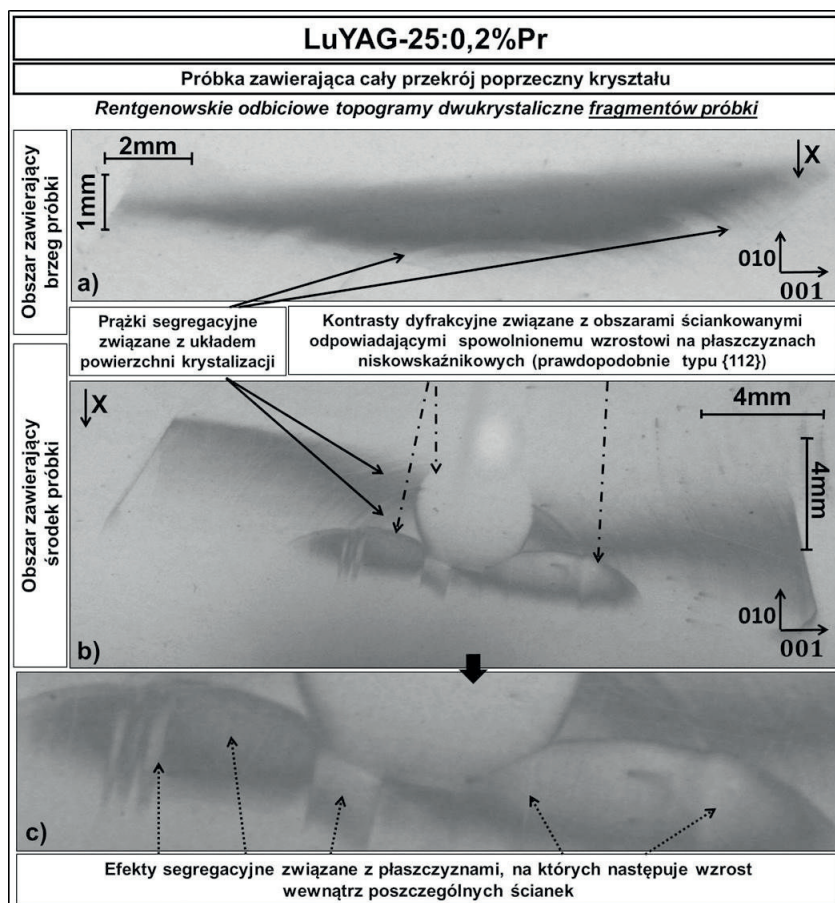 LuYAG-25:0,2%Pr
Próbka zawierająca cały przekrój poprzeczny kryształu
Rentgenowskie odbiciowe topogramy dwukrystaliczne fragmentów próbki
Obszar zawierający
brzeg próbki
2mm
1mm
X
010
001
a)
Prążki segregacyjne
związane z układem
powierzchni krystalizacji
Kontrasty dyfrakcyjne związane z obszarami ściankowanymi
odpowiadającymi spowolnionemu wzrostowi na płaszczyznach
niskowskaźnikowych (prawdopodobnie typu {112})
Obszar zawierający
środek próbki
X
4mm
4mm
010
001
b)
c)
Efekty segregacyjne związane z płaszczyznami, na których następuje wzrost
wewnątrz poszczególnych ścianek